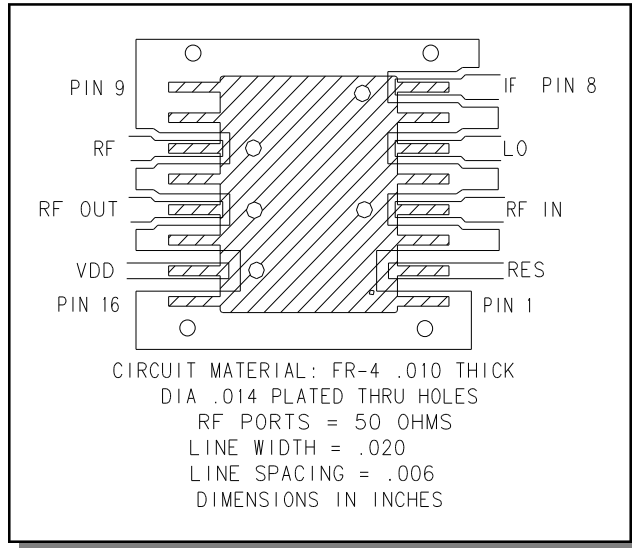 PIN 9
IF PIN 8
RF
LO
RF OUT
RF IN
VDD
RES
PIN 16
PIN 1
CIRCUIT MATERIAL: FR-4 .010 THICK
DIA .014 PLATED THRU HOLES
RF PORTS = 50 OHMS
LINE WIDTH = .020
LINE SPACING = .006
DIMENSIONS IN INCHES